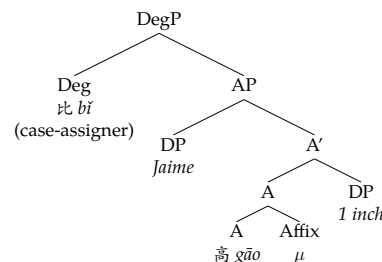 DegP
Deg AP
比 bǐ
(case-assigner) DP A'
Jaime
A DP
1 inch
A Affix
高 gāo μ